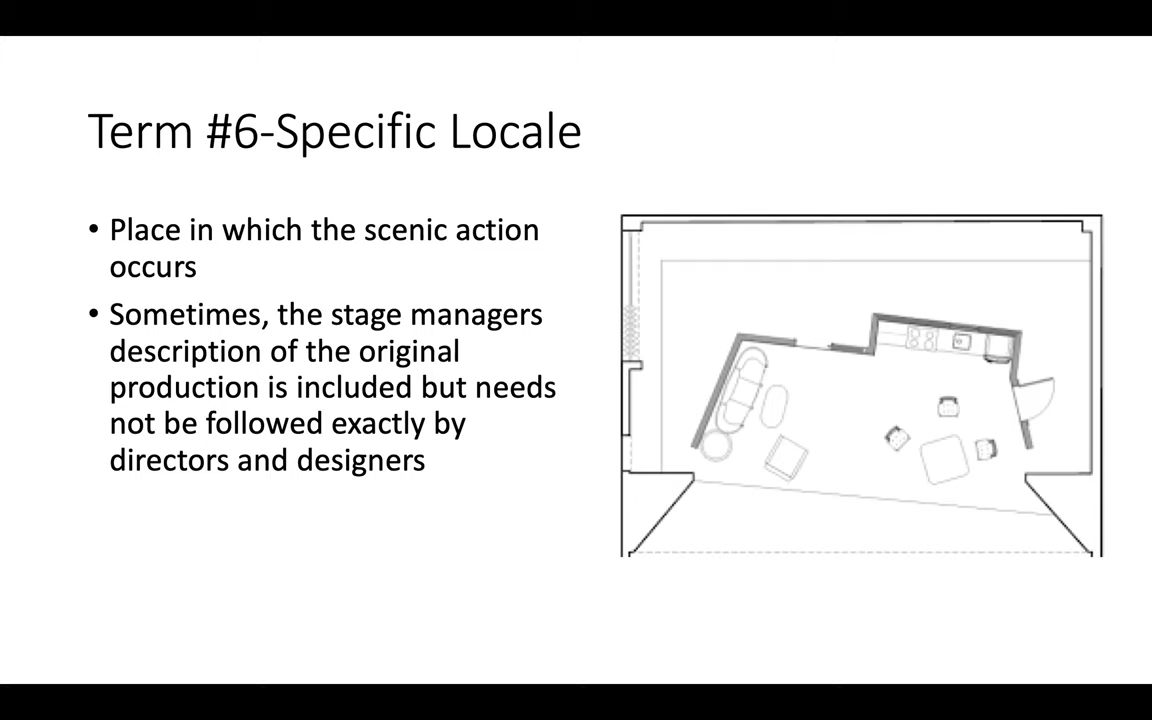 Term #6-Specific Locale
• Place in which the scenic action
occurs
• Sometimes, the stage managers
description of the original
production is included but needs
not be followed exactly by
directors and designers